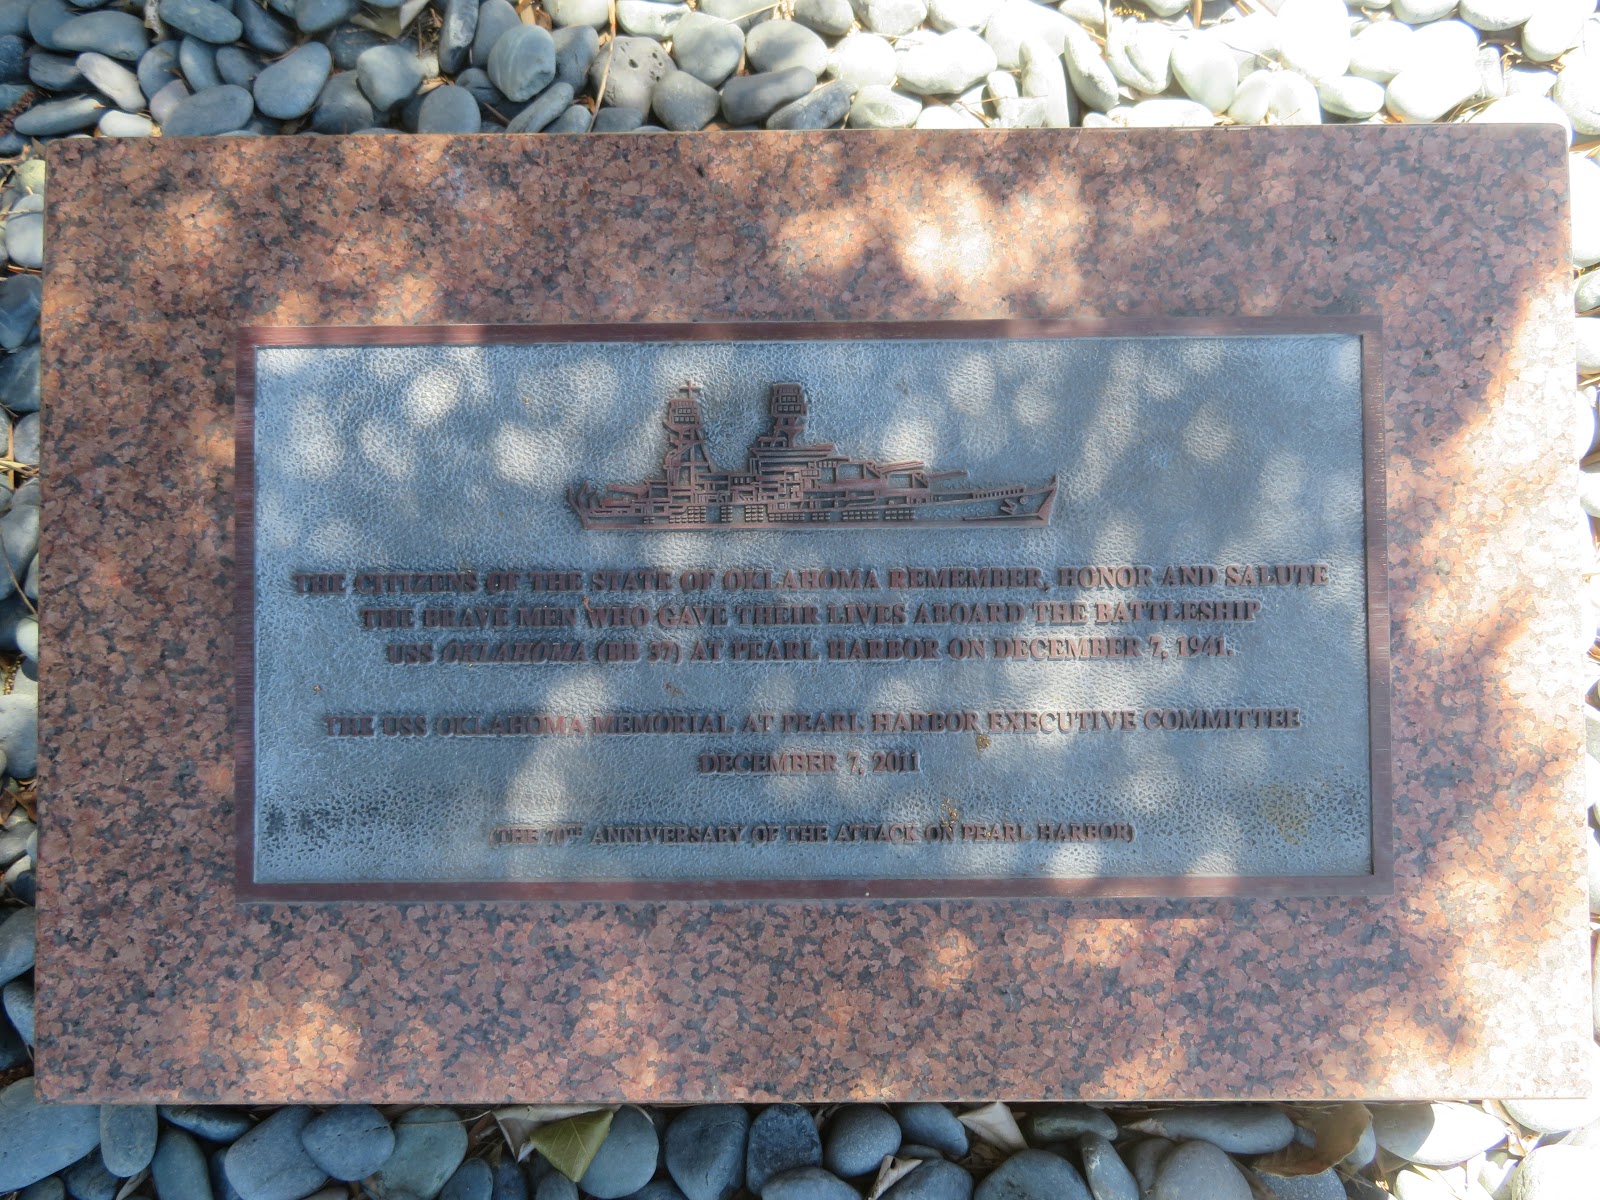 THE CITIZENS OF THE STATE OF OKLAHOMA REMEMBER, HONOR AND SALUTE
THE BRAVE MEN WHO GAVE THEIR LIVES ABOARD THE BATTLESHIP
USS OKLAHOMA (BB 37) AT PEARL HARBOR ON DECEMBER 7, 1941.
THE USS OKLAHOMA MEMORIAL AT PEARL HARBOR EXECUTIVE COMMITTEE
DECEMBER 7, 2011
(THE 70TH ANNIVERSARY OF THE ATTACK ON PEARL HARBOR)